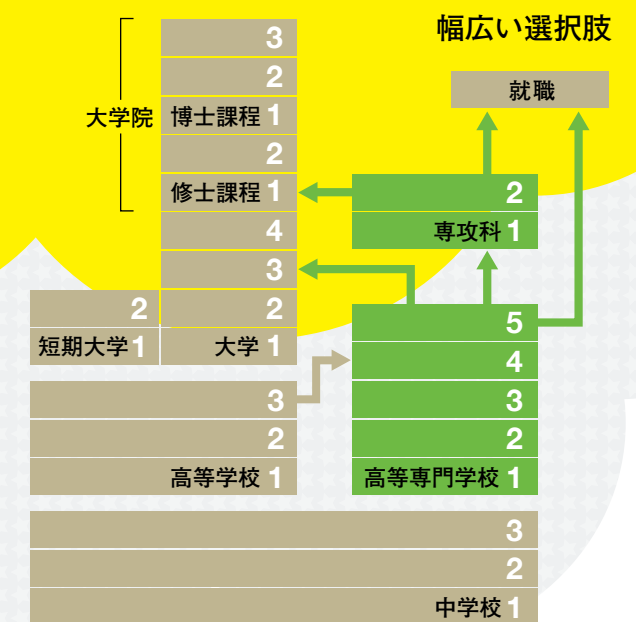 幅広い選択肢
就職
3
2
大学院
博士課程 1
2
修士課程 1
4
3
2
大学 1
2
短期大学 1
2
専攻科 1
5
4
3
2
高等専門学校 1
3
2
高等学校 1
3
2
中学校 1